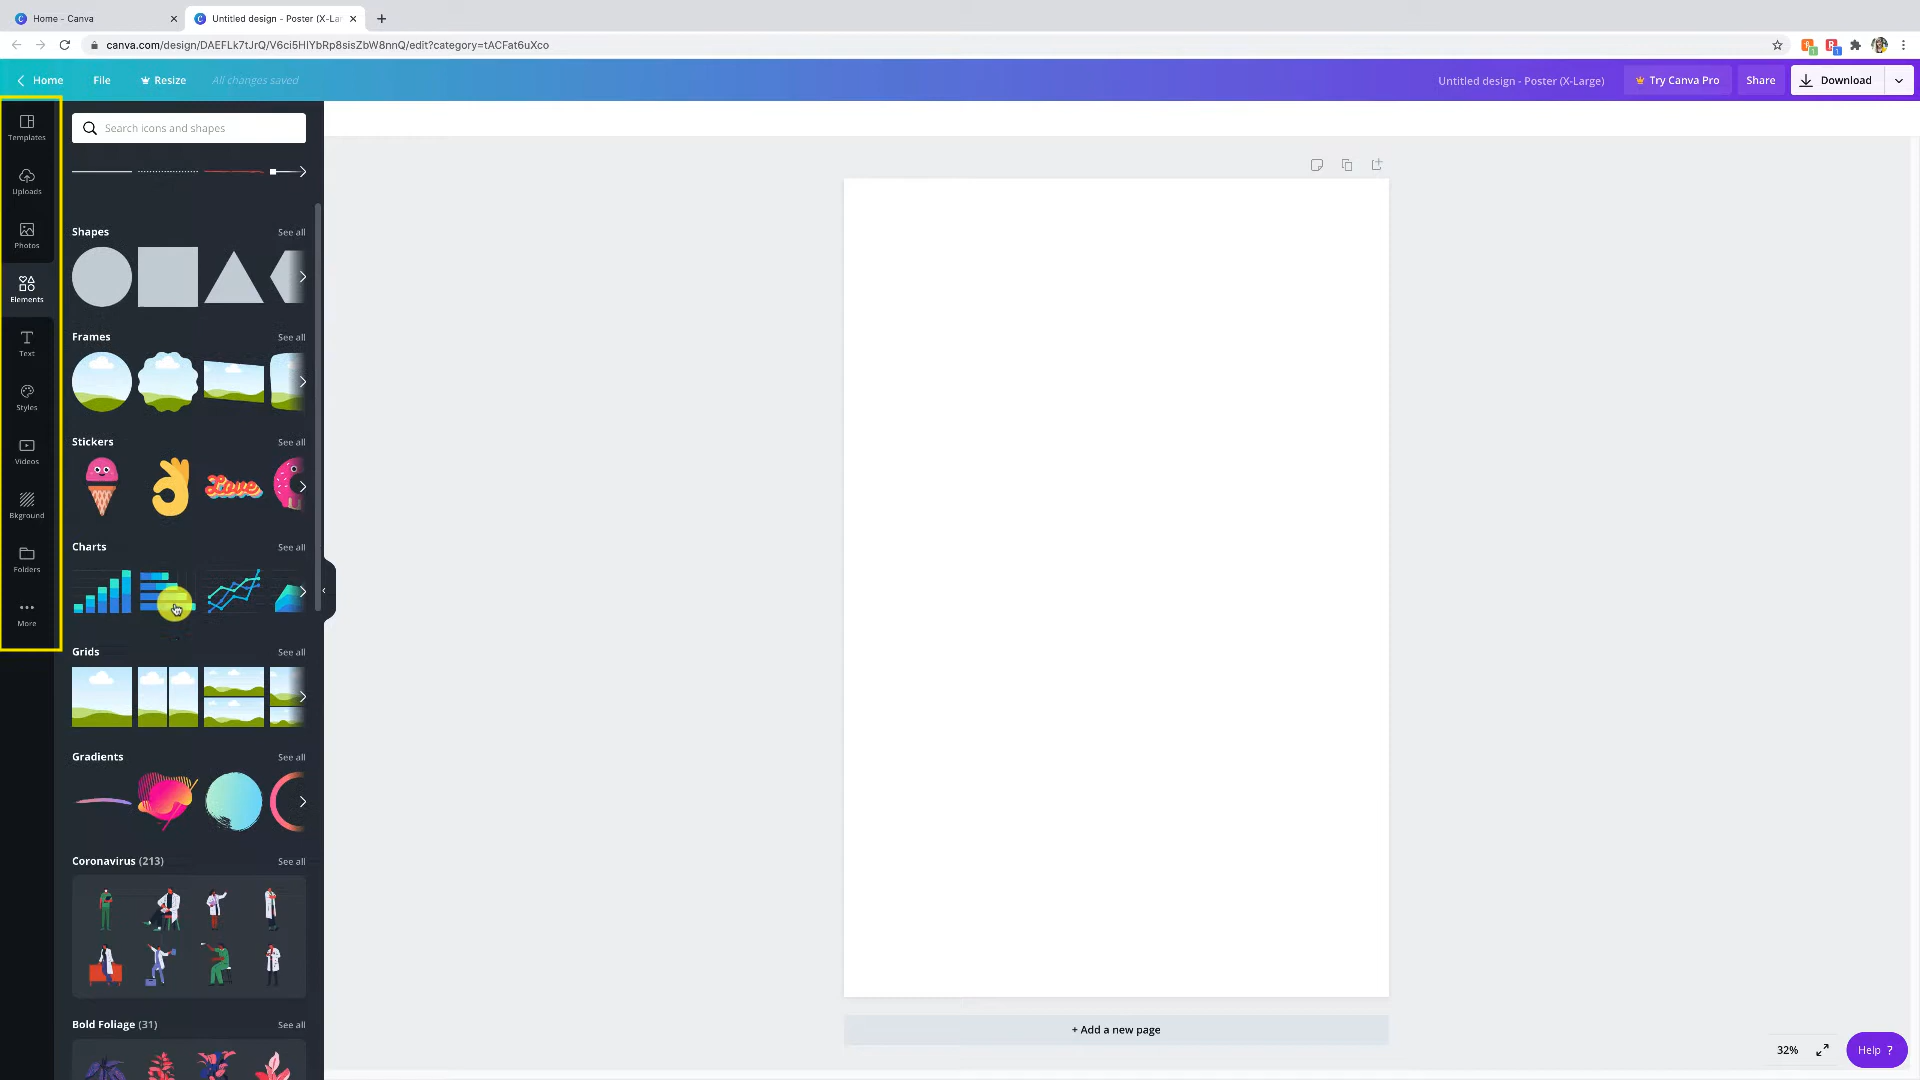 Home - Canva
Untitled design - Poster (X-La
canva.com/design/DAEFLk7tJrQ/V6ci5HlYbRp8sisZbW8nnQ/edit?category=tACFat6uXco
Home
File
Resize
All changes saved
Untitled design - Poster (X-Large)
Try Canva Pro
Share
Download
Templates
Uploads
Photos
Elements
Text
Styles
Videos
Bkground
Folders
More
Search icons and shapes
Shapes
See all
Frames
See all
Stickers
See all
Love
Charts
See all
Grids
See all
Gradients
See all
Coronavirus (213)
See all
Bold Foliage (31)
See all
+ Add a new page
32%
Help ?